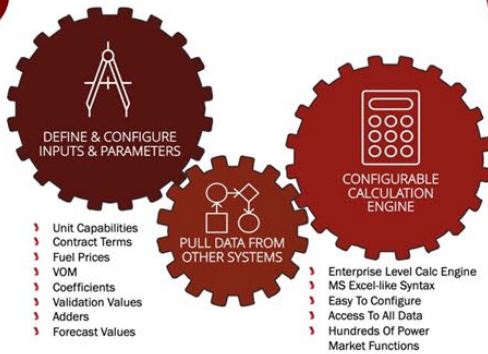 DEFINE & CONFIGURE
INPUTS & PARAMETERS
Unit Capabilities
Contract Terms
Fuel Prices
VOM
Coefficients
Validation Values
Adders
Forecast Values
PULL DATA FROM
OTHER SYSTEMS
CONFIGURABLE
CALCULATION
ENGINE
Enterprise Level Calc Engine
MS Excel-like Syntax
Easy To Configure
Access To All Data
Hundreds Of Power
Market Functions